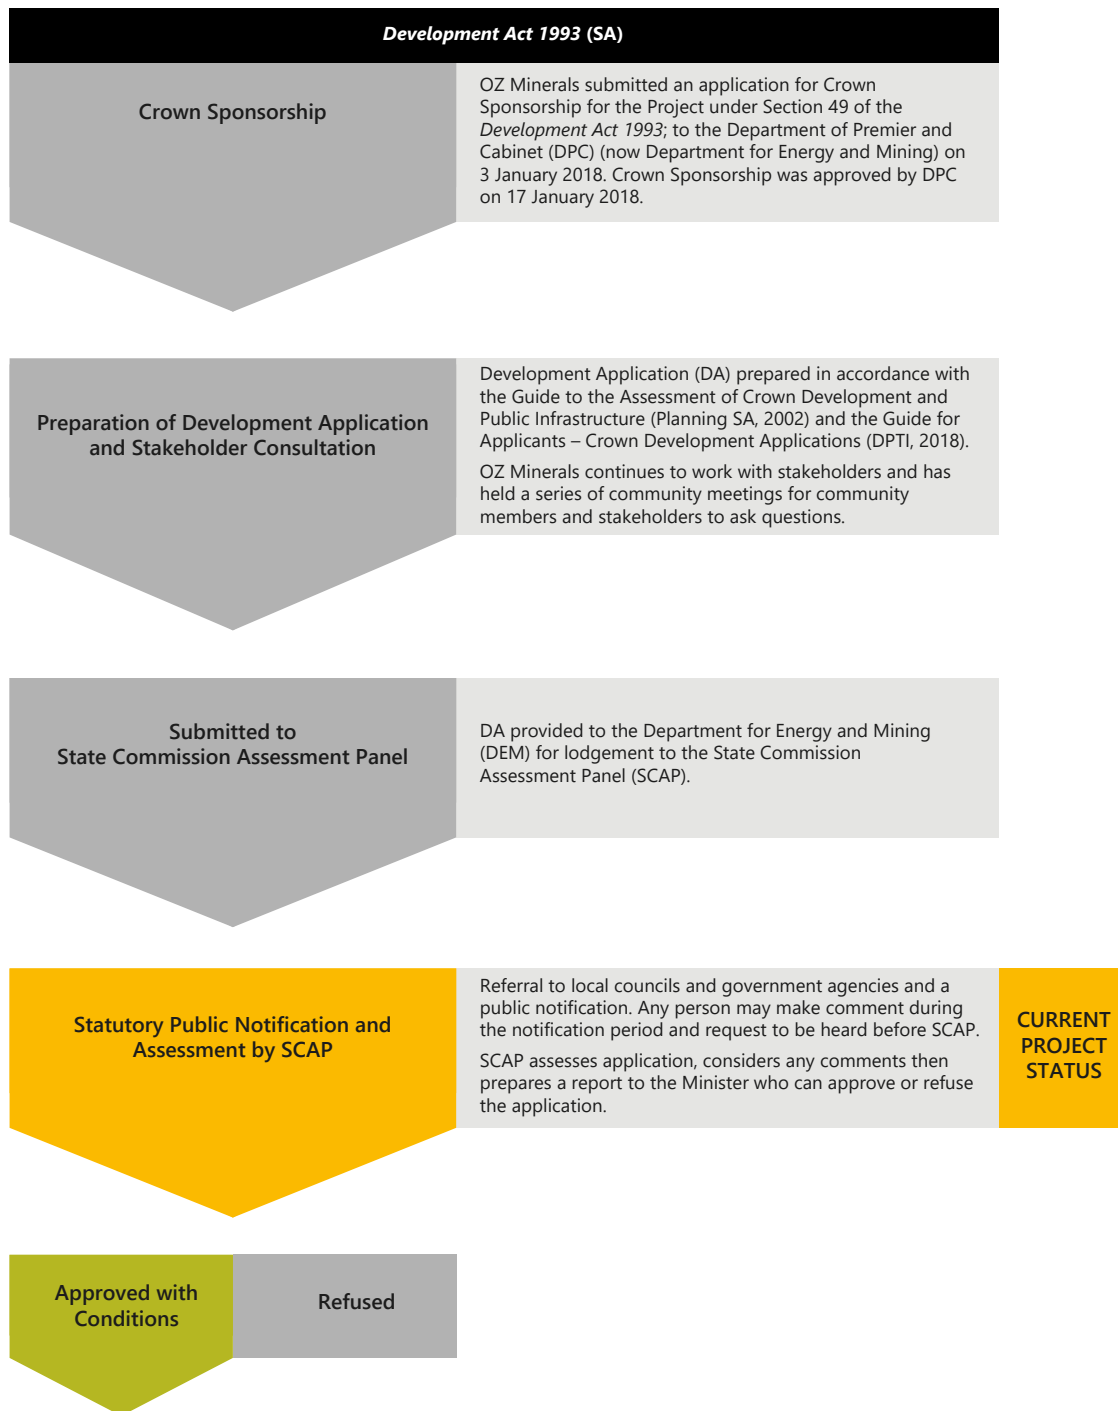 Development Act 1993 (SA)
Crown Sponsorship
OZ Minerals submitted an application for Crown
Sponsorship for the Project under Section 49 of the
Development Act 1993; to the Department of Premier and
Cabinet (DPC) (now Department for Energy and Mining) on
3 January 2018. Crown Sponsorship was approved by DPC
on 17 January 2018.
Preparation of Development Application
and Stakeholder Consultation
Development Application (DA) prepared in accordance with
the Guide to the Assessment of Crown Development and
Public Infrastructure (Planning SA, 2002) and the Guide for
Applicants – Crown Development Applications (DPTI, 2018).
OZ Minerals continues to work with stakeholders and has
held a series of community meetings for community
members and stakeholders to ask questions.
Submitted to
State Commission Assessment Panel
DA provided to the Department for Energy and Mining
(DEM) for lodgement to the State Commission
Assessment Panel (SCAP).
Statutory Public Notification and
Assessment by SCAP
Referral to local councils and government agencies and a
public notification. Any person may make comment during
the notification period and request to be heard before SCAP.
SCAP assesses application, considers any comments then
prepares a report to the Minister who can approve or refuse
the application.
CURRENT
PROJECT
STATUS
Approved with
Conditions
Refused